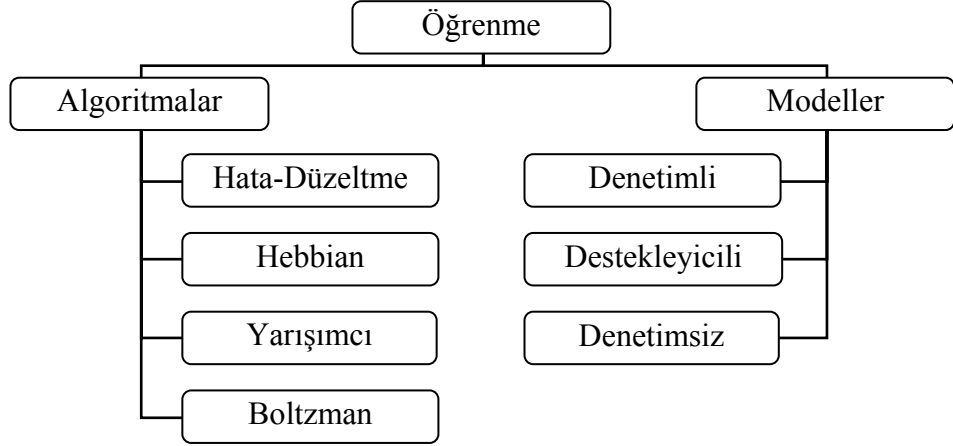 Öğrenme
Algoritmalar
Modeller
Hata-Düzeltme
Denetimli
Hebbian
Destekleyicili
Yarışımcı
Denetimsiz
Boltzman